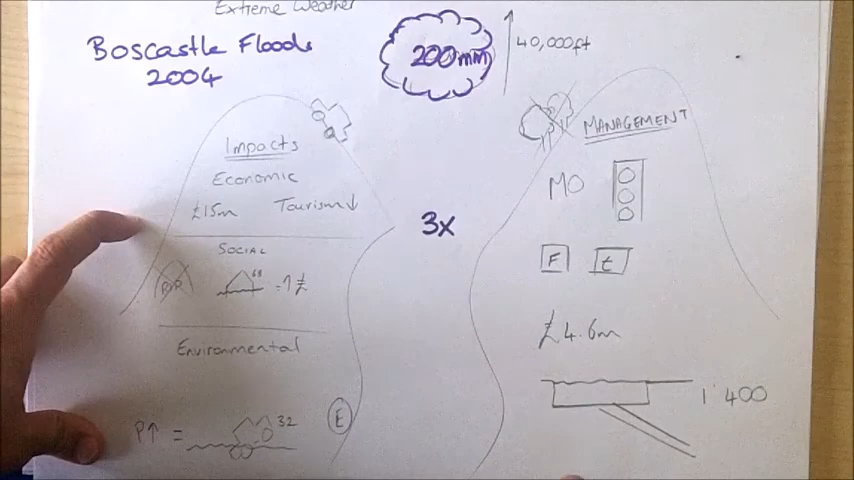 Extreme Weather
Boscastle Floods
2004
200mm
40,000ft
Impacts
Economic
£15m Tourism↓
SOCIAL
68
Environmental
P↑ =
32
E
3x
MANAGEMENT
MO
F t
£4.6m
1:400